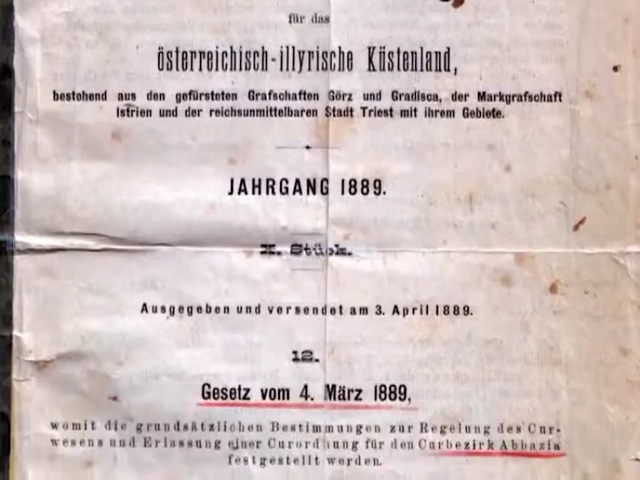 für das
österreichisch-illyrische Küstenland,
bestehend aus den gefürsteten Grafschaften Görz und Gradisca, der Markgrafschaft
Istrien und der reichsunmittelbaren Stadt Triest mit ihrem Gebiete.
JAHRGANG 1889.
X. Stück.
Ausgegeben und versendet am 3. April 1889.
12.
Gesetz vom 4. März 1889,
womit die grundsätzlichen Bestimmungen zur Regelung des Cur-
wesens und Erlassung einer Curordnung für den Curbezirk Abbazia
festgestellt werden.